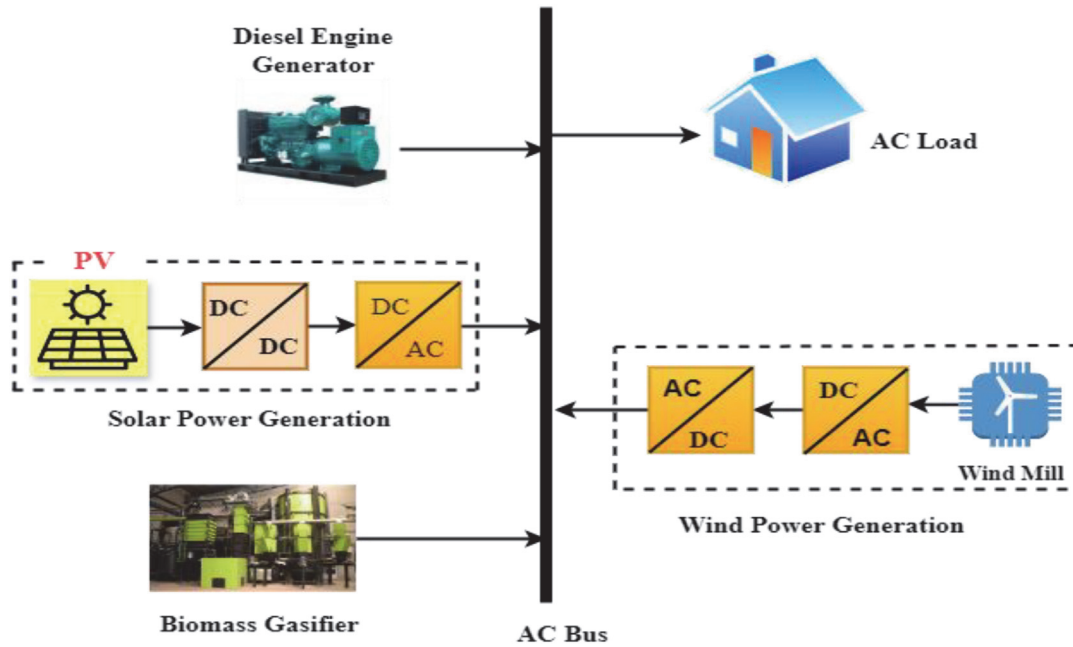 Diesel Engine
Generator
AC Load
PV
DC
DC
DC
AC
Solar Power Generation
AC
DC
DC
AC
Wind Mill
Wind Power Generation
Biomass Gasifier
AC Bus